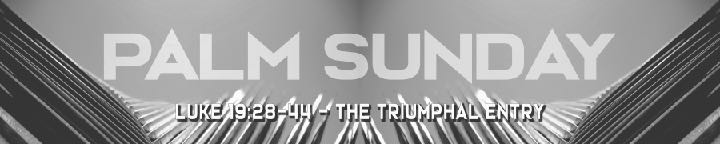 PALM SUNDAY
LUKE 19:28-44 - THE TRIUMPHAL ENTRY